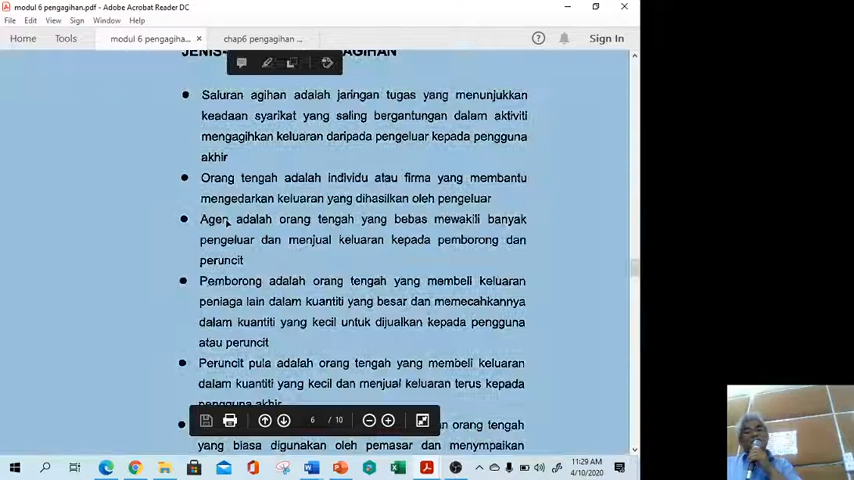 modul 6 pengagihan.pdf - Adobe Acrobat Reader DC
File Edit View Sign Window Help
Home Tools modul 6 pengagiha... × chap6 pengagihan ... Sign In
JENIS- AGIHAN
• Saluran agihan adalah jaringan tugas yang menunjukkan
keadaan syarikat yang saling bergantungan dalam aktiviti
mengagihkan keluaran daripada pengeluar kepada pengguna
akhir
• Orang tengah adalah individu atau firma yang membantu
mengedarkan keluaran yang dihasilkan oleh pengeluar
• Agen adalah orang tengah yang bebas mewakili banyak
pengeluar dan menjual keluaran kepada pemborong dan
peruncit
• Pemborong adalah orang tengah yang membeli keluaran
peniaga lain dalam kuantiti yang besar dan memecahkannya
dalam kuantiti yang kecil untuk dijualkan kepada pengguna
atau peruncit
• Peruncit pula adalah orang tengah yang membeli keluaran
dalam kuantiti yang kecil dan menjual keluaran terus kepada
pengguna akhir
6 / 10
orang tengah
yang biasa digunakan oleh pemasar dan menympaikan
11:29 AM
4/10/2020